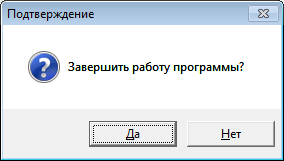 Подтверждение
Завершить работу программы?
Да
Нет